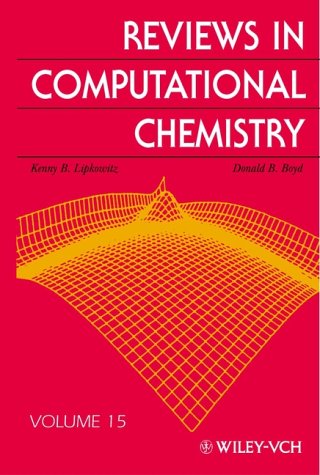 REVIEWS IN
COMPUTATIONAL
CHEMISTRY
Kenny B. Lipkowitz Donald B. Boyd
VOLUME 15
WILEY-VCH